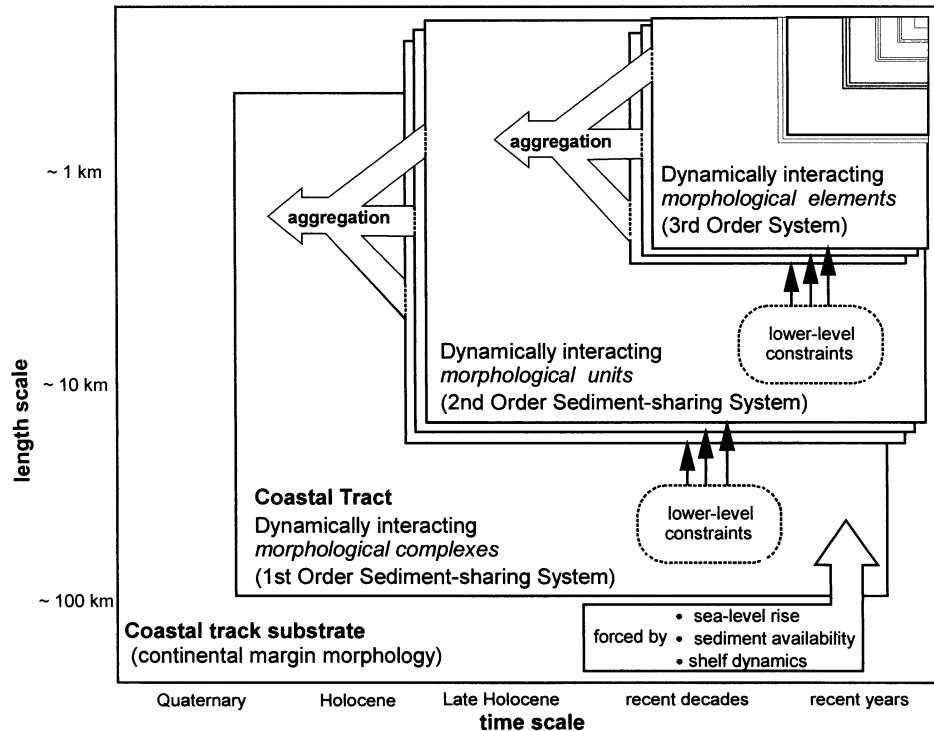 ~ 1 km
~ 10 km
~ 100 km
length scale
aggregation
aggregation
Dynamically interacting
morphological elements
(3rd Order System)
lower-level
constraints
Dynamically interacting
morphological units
(2nd Order Sediment-sharing System)
lower-level
constraints
Coastal Tract
Dynamically interacting
morphological complexes
(1st Order Sediment-sharing System)
forced by
• sea-level rise
• sediment availability
• shelf dynamics
Coastal track substrate
(continental margin morphology)
Quaternary
Holocene
Late Holocene
recent decades
recent years
time scale